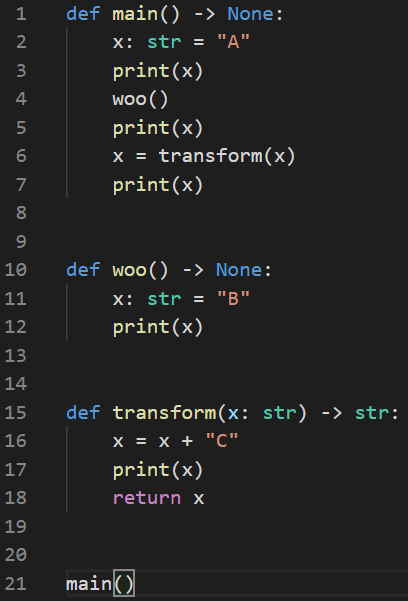 1 def main() -> None:
2     x: str = "A"
3     print(x)
4     woo()
5     print(x)
6     x = transform(x)
7     print(x)
8
9
10 def woo() -> None:
11     x: str = "B"
12     print(x)
13
14
15 def transform(x: str) -> str:
16     x = x + "C"
17     print(x)
18     return x
19
20
21 main()